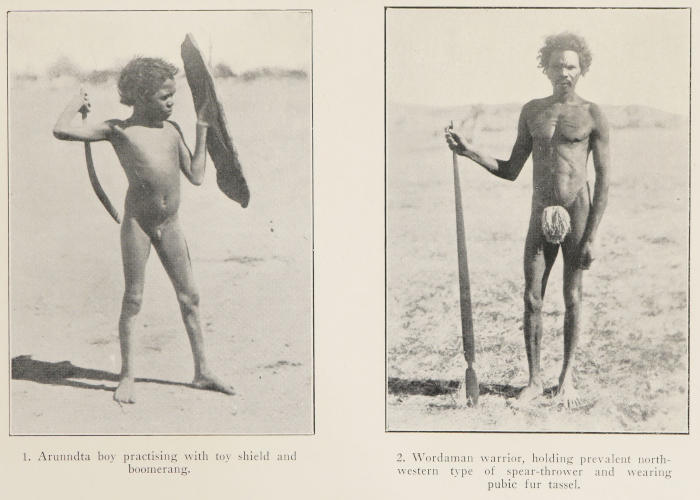 1. Arunndta boy practising with toy shield and
boomerang.
2. Wordaman warrior, holding prevalent north-
western type of spear-thrower and wearing
pubic fur tassel.